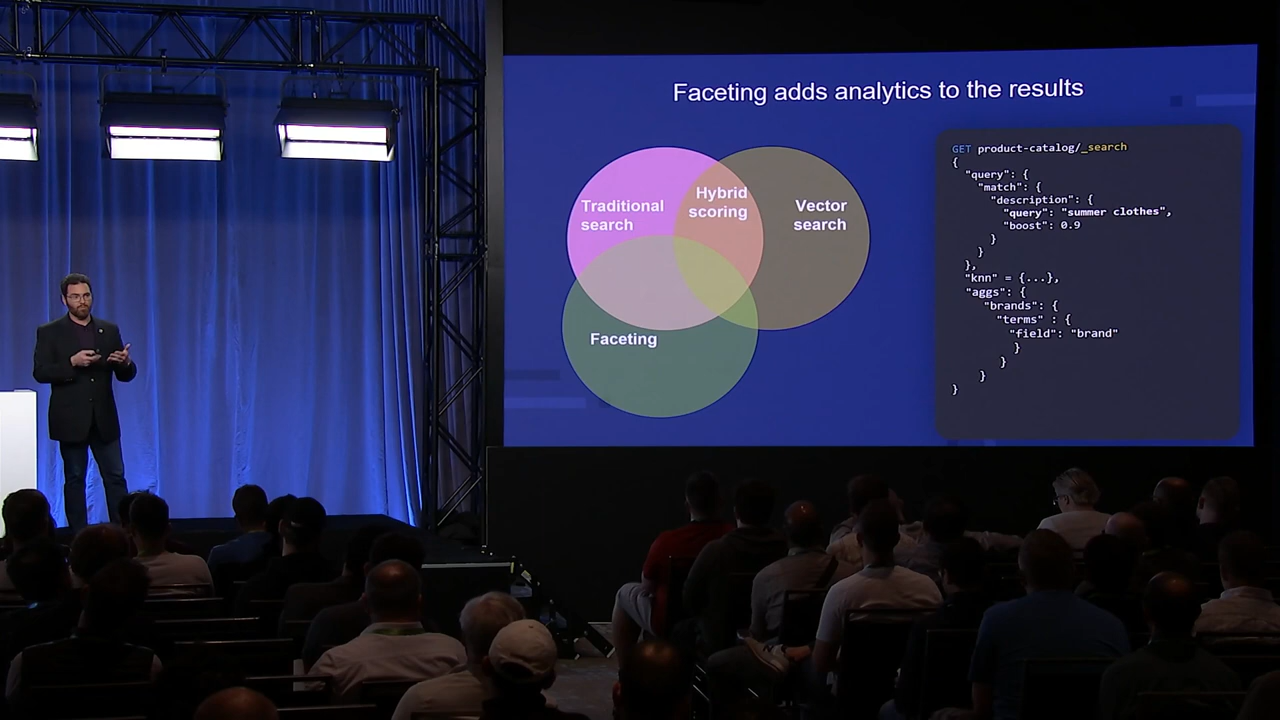 Faceting adds analytics to the results
Traditional
search
Hybrid
scoring
Vector
search
Faceting
GET product-catalog/_search
{
"query": {
"match": {
"description": {
"query": "summer clothes",
"boost": 0.9
}
}
},
"knn" = {...},
"aggs": {
"brands": {
"terms" : {
"field": "brand"
}
}
}
}